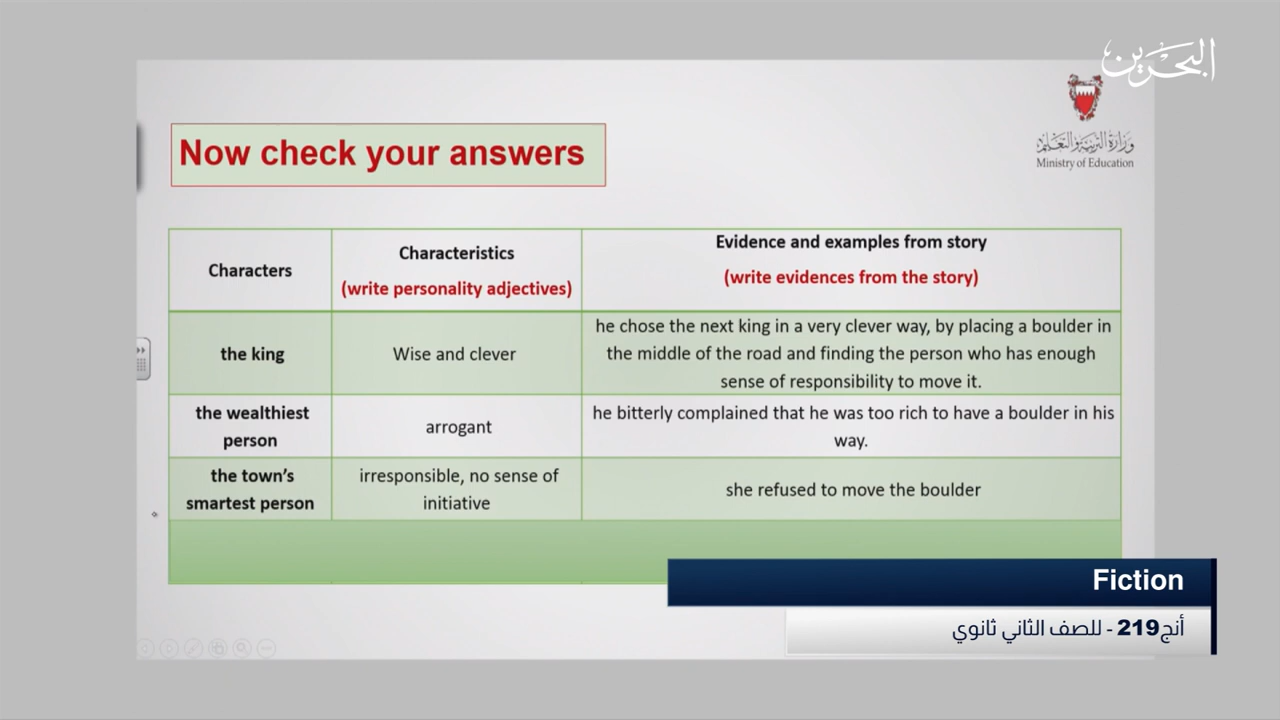 البحرين
وزارة التربية والتعليم
Ministry of Education
Now check your answers
Characters
Characteristics
(write personality adjectives)
Evidence and examples from story
(write evidences from the story)
the king
Wise and clever
he chose the next king in a very clever way, by placing a boulder in
the middle of the road and finding the person who has enough
sense of responsibility to move it.
the wealthiest
person
arrogant
he bitterly complained that he was too rich to have a boulder in his
way.
the town's
smartest person
irresponsible, no sense of
initiative
she refused to move the boulder
Fiction
أنج219 - للصف الثاني ثانوي